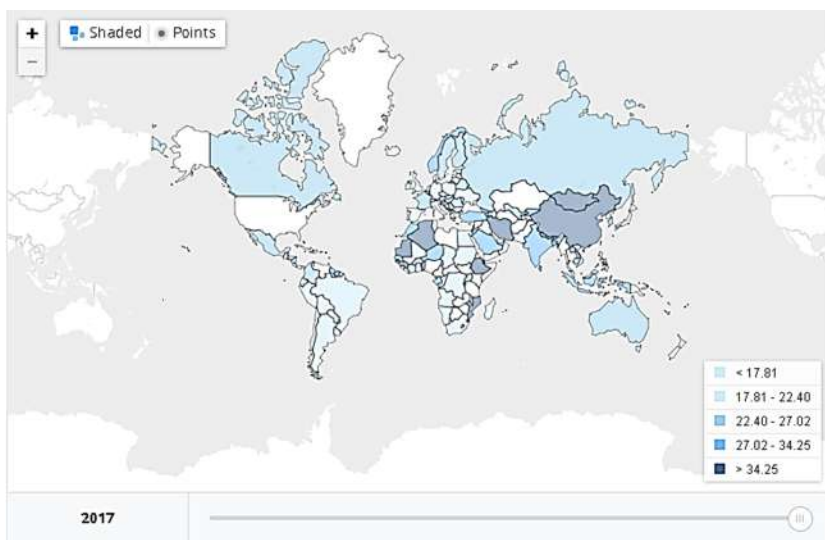 +
Shaded Points
−
< 17.81
17.81 - 22.40
22.40 - 27.02
27.02 - 34.25
> 34.25
2017